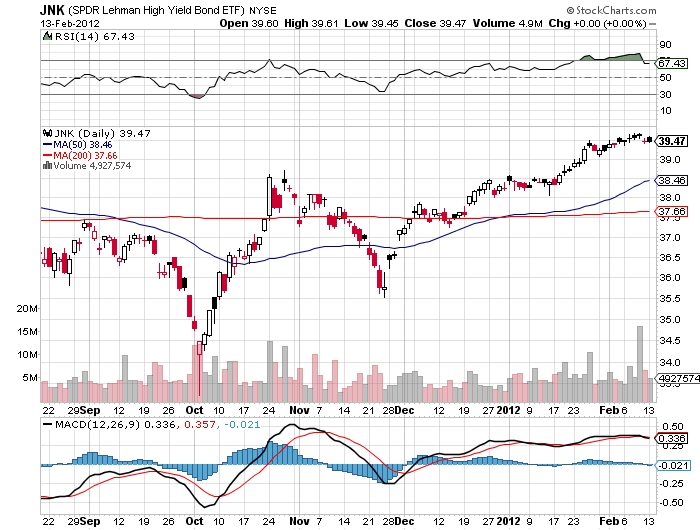 JNK (SPDR Lehman High Yield Bond ETF) NYSE © StockCharts.com
13-Feb-2012 Open 39.60 High 39.61 Low 39.45 Close 39.47 Volume 4.9M Chg +0.00 (+0.00%)
RSI(14) 67.43
90
70
67.43
50
30
10
JNK (Daily) 39.47
MA(50) 38.46
MA(200) 37.66
Volume 4,927,574
39.47
39.0
38.46
38.0
37.66
37.5
37.0
36.5
36.0
35.5
35.0
34.5
34.0
33.5
20M
15M
10M
5M
4927574
22 29 Sep 12 19 26 Oct 10 17 24 Nov 7 14 21 28 Dec 12 19 27 2012 9 17 23 Feb 6 13
MACD(12,26,9) 0.336, 0.357, -0.021
0.50
0.336
0.25
-0.021
-0.25
-0.50
22 29 Sep 12 19 26 Oct 10 17 24 Nov 7 14 21 28 Dec 12 19 27 2012 9 17 23 Feb 6 13